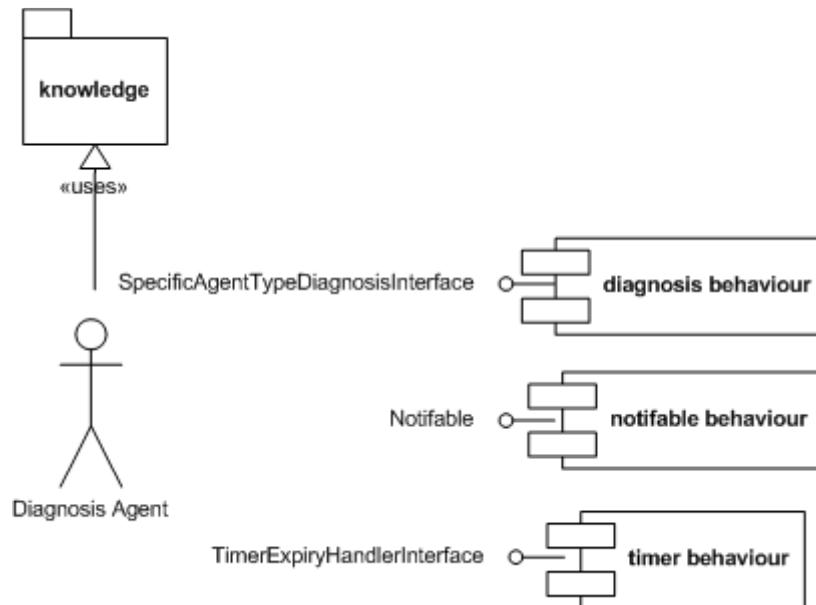 knowledge
«uses»
SpecificAgentTypeDiagnosisInterface
diagnosis behaviour
Notifable
notifable behaviour
Diagnosis Agent
TimerExpiryHandlerInterface
timer behaviour